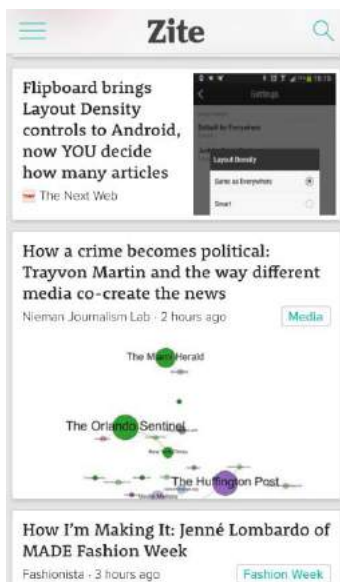 Zite
Flipboard brings
Layout Density
controls to Android,
now YOU decide
how many articles
The Next Web
Settings
Layout Density
Same as Everywhere
Smart
How a crime becomes political:
Trayvon Martin and the way different
media co-create the news
Nieman Journalism Lab · 2 hours ago
Media
The Miami Herald
The Orlando Sentinel
The Huffington Post
How I'm Making It: Jenné Lombardo of
MADE Fashion Week
Fashionista · 3 hours ago
Fashion Week